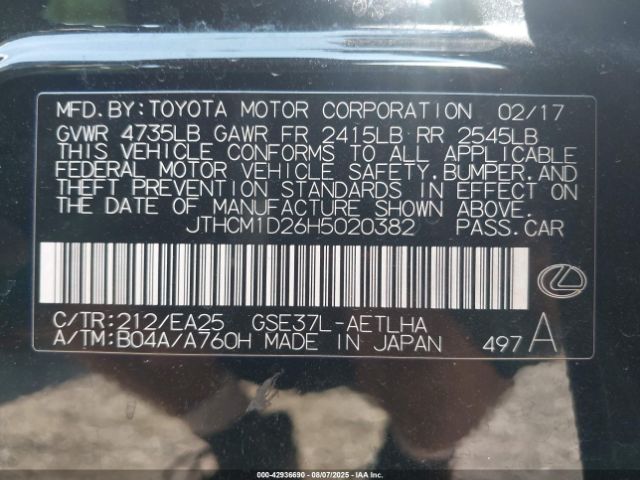 MFD.BY:TOYOTA MOTOR CORPORATION 02/17
GVWR 4735LB GAWR FR 2415LB RR 2545LB
THIS VEHICLE CONFORMS TO ALL APPLICABLE
FEDERAL MOTOR VEHICLE SAFETY,BUMPER,AND
THEFT PREVENTION STANDARDS IN EFFECT ON
THE DATE OF MANUFACTURE SHOWN ABOVE.
JTHCM1D26H5020382 PASS.CAR
C/TR:212/EA25 GSE37L-AETLHA
A/TM:B04A/A760H MADE IN JAPAN 497 A
000-42936690 - 08/07/2025 - IAA, Inc.